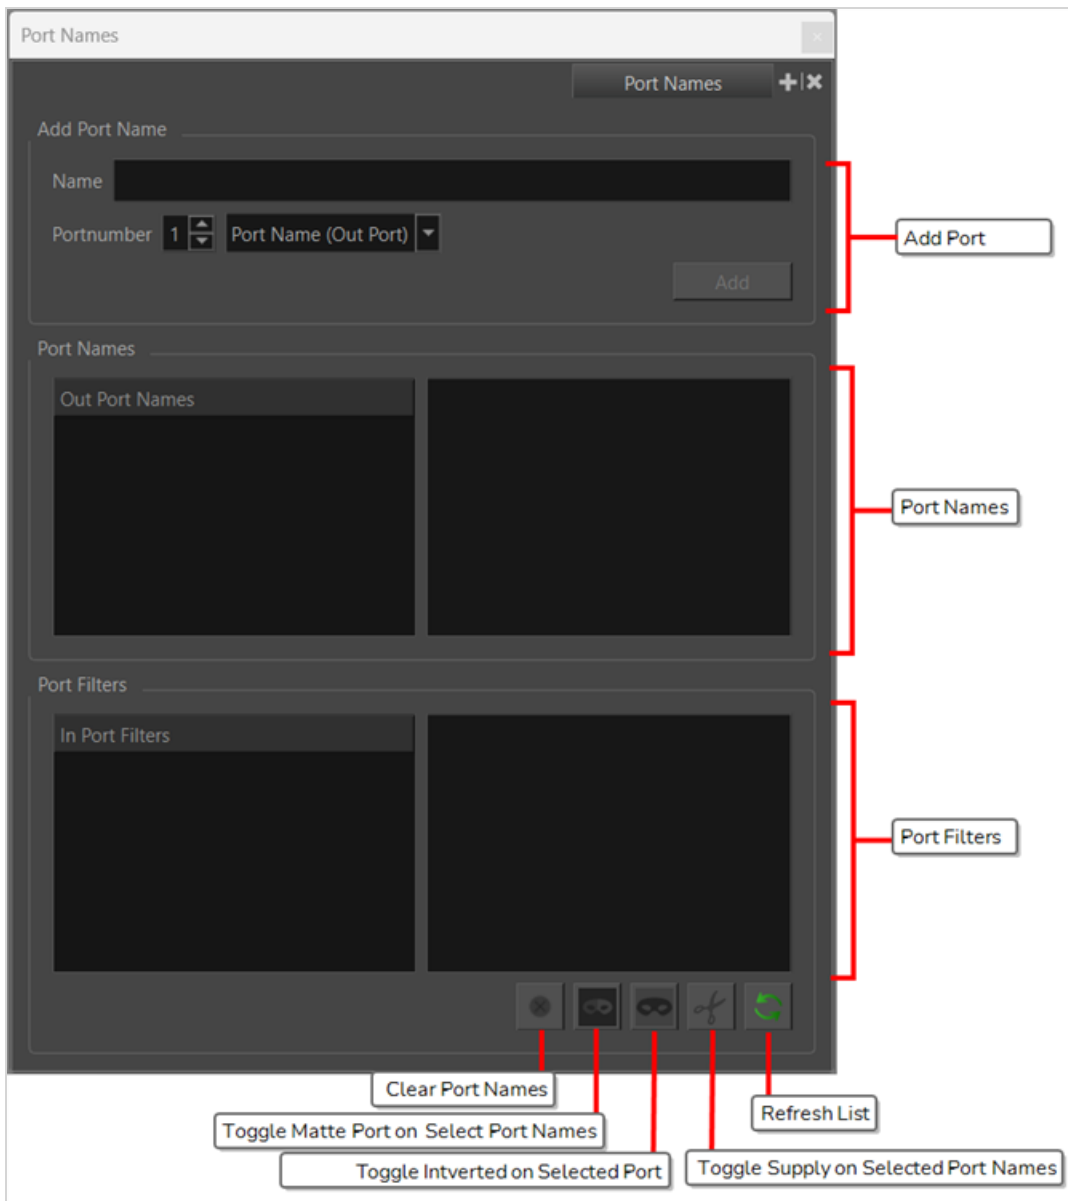 Port Names
Port Names
Add Port Name
Name
Portnumber 1 Port Name (Out Port)
Add Port
Add
Port Names
Out Port Names
Port Names
Port Filters
In Port Filters
Port Filters
Clear Port Names
Refresh List
Toggle Matte Port on Select Port Names
Toggle Intverted on Selected Port
Toggle Supply on Selected Port Names